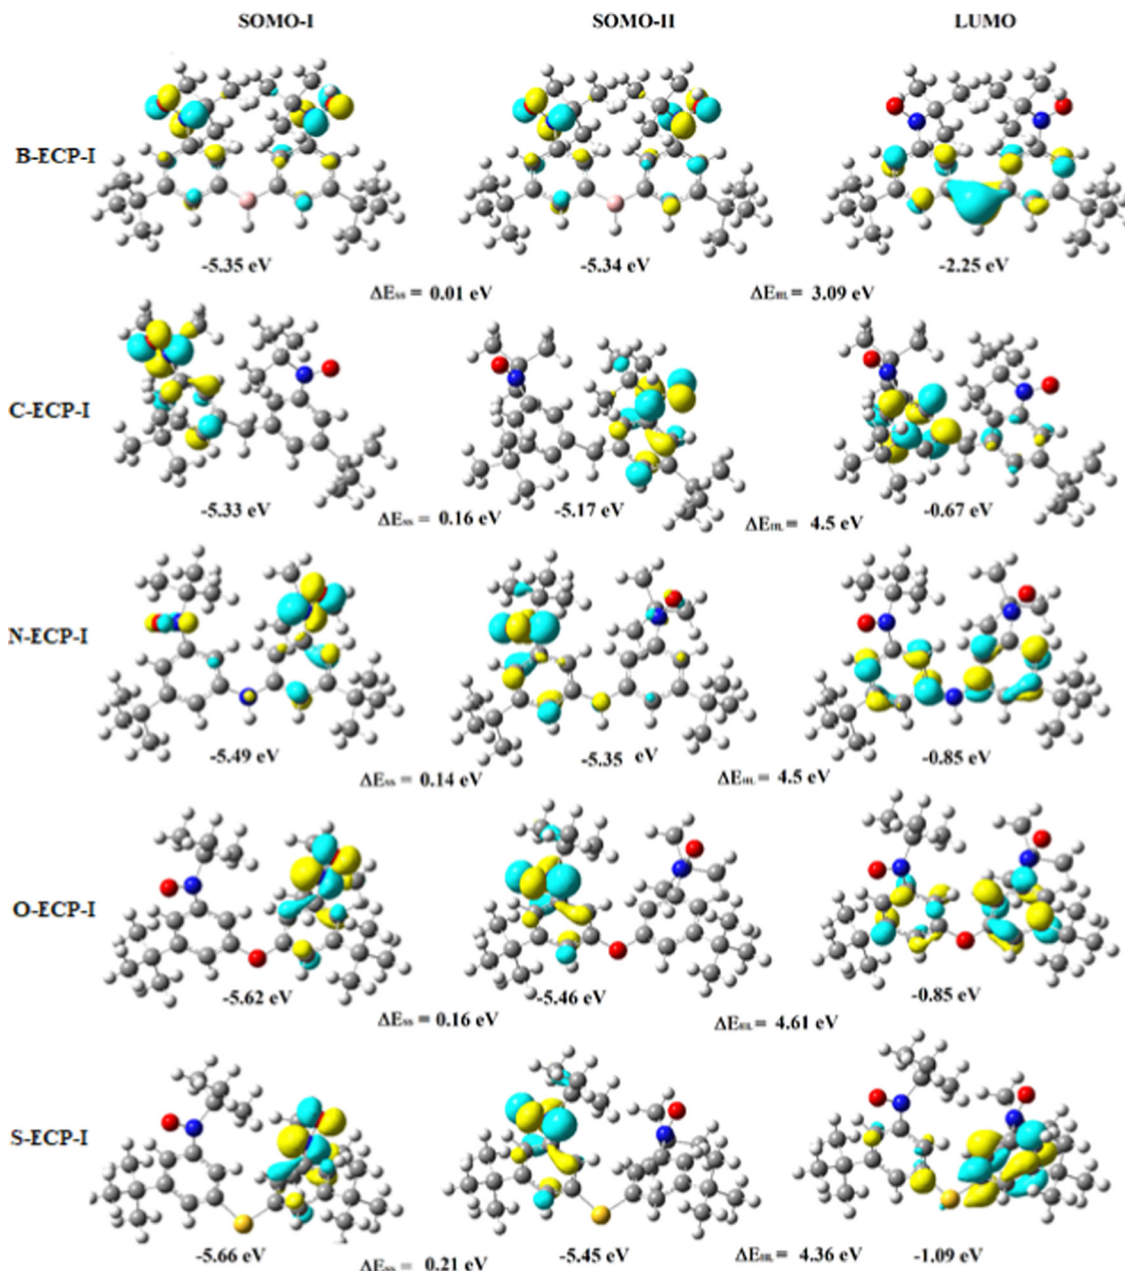 SOMO-I SOMO-II LUMO
B-ECP-I
-5.35 eV -5.34 eV -2.25 eV
ΔEss = 0.01 eV ΔEHL = 3.09 eV
C-ECP-I
-5.33 eV -5.17 eV -0.67 eV
ΔEss = 0.16 eV ΔEHL = 4.5 eV
N-ECP-I
-5.49 eV -5.35 eV -0.85 eV
ΔEss = 0.14 eV ΔEHL = 4.5 eV
O-ECP-I
-5.62 eV -5.46 eV -0.85 eV
ΔEss = 0.16 eV ΔEHL = 4.61 eV
S-ECP-I
-5.66 eV -5.45 eV -1.09 eV
ΔEss = 0.21 eV ΔEHL = 4.36 eV